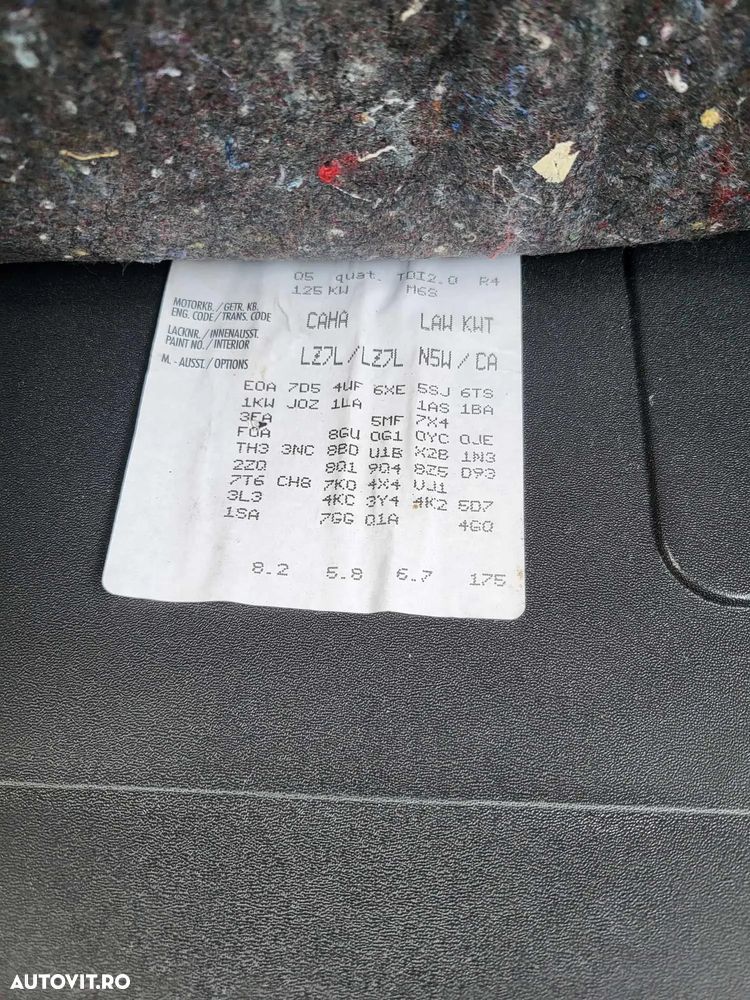 Q5 quat. TDI2.0 R4
125 KW M6S
MOTORKB. / GETR. KB.
ENG. CODE / TRANS. CODE
CAHA LAW KWT
LACKNR. / INNENAUSST.
PAINT NO. / INTERIOR
LZ7L / LZ7L N5W / CA
M. - AUSST. / OPTIONS
E0A 7D5 4UF 6XE 5SJ 6TS
1KW J0Z 1LA 1AS 1BA
3FA 5MF 7X4
F0A 8GU 0G1 0YC 0JE
TH3 3NC 8BD U1B X2B 1N3
2ZQ 8Q1 9Q4 8Z5 D93
7T6 CH8 7K0 4X4 VJ1
3L3 4KC 3Y4 4K2 5D7
1SA 7GG 01A 4G0
8.2 5.8 6.7 175
AUTOVIT.RO